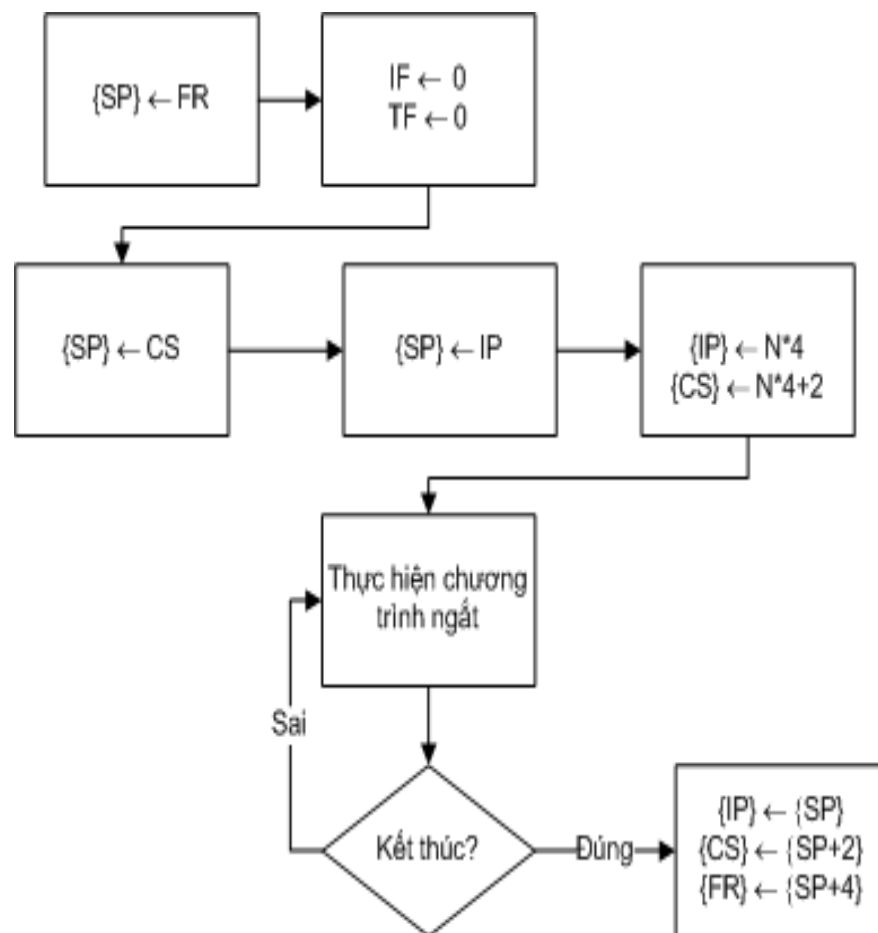 {SP} ← FR
IF ← 0
TF ← 0
{SP} ← CS
{SP} ← IP
{IP} ← N*4
{CS} ← N*4+2
Thực hiện chương
trình ngắt
Sai
Kết thúc?
Đúng
{IP} ← {SP}
{CS} ← {SP+2}
{FR} ← {SP+4}